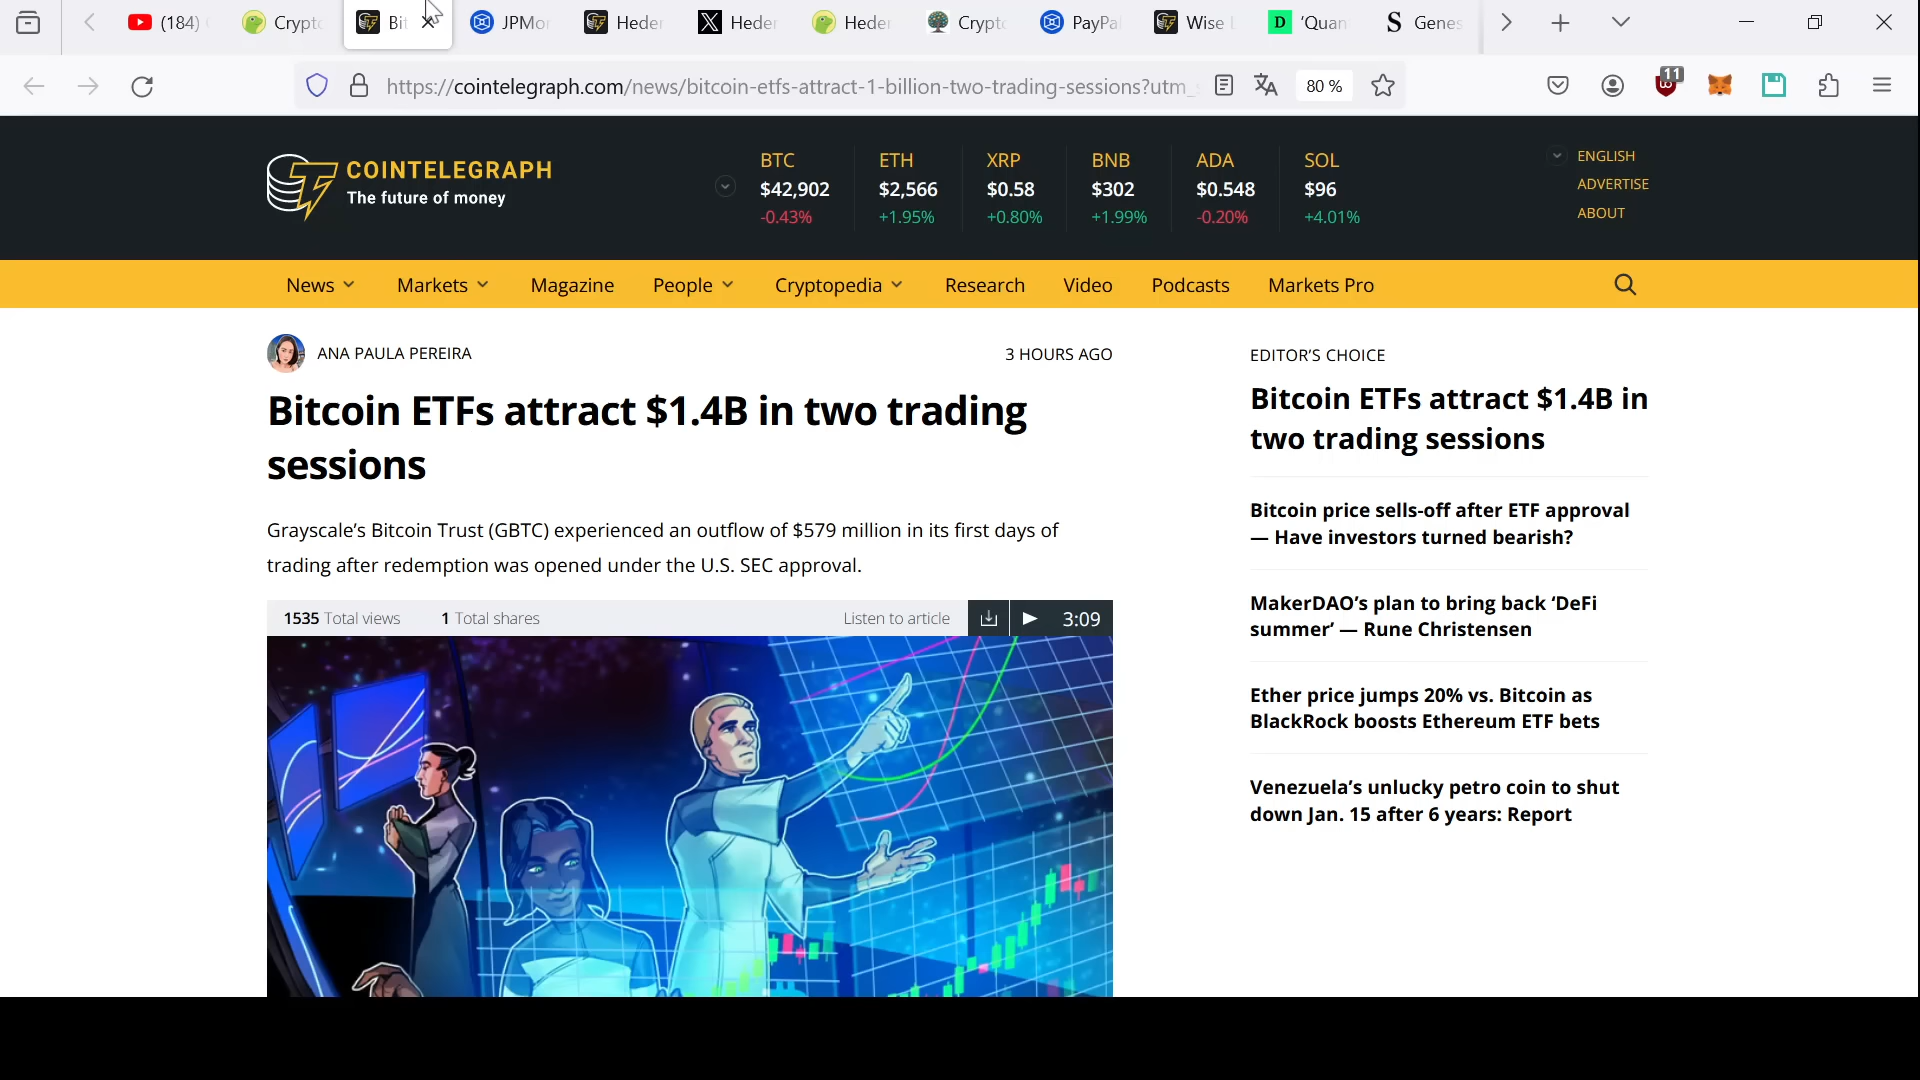 (184)
Crypto
Bit
JPMor
Heder
Heder
Heder
Crypto
PayPal
Wise
'Quan
Genes
https://cointelegraph.com/news/bitcoin-etfs-attract-1-billion-two-trading-sessions?utm_
80 %
11
COINTELEGRAPH
The future of money
BTC ETH XRP BNB ADA SOL
$42,902 $2,566 $0.58 $302 $0.548 $96
-0.43% +1.95% +0.80% +1.99% -0.20% +4.01%
ENGLISH
ADVERTISE
ABOUT
News Markets Magazine People Cryptopedia Research Video Podcasts Markets Pro
ANA PAULA PEREIRA
3 HOURS AGO
Bitcoin ETFs attract $1.4B in two trading
sessions
Grayscale's Bitcoin Trust (GBTC) experienced an outflow of $579 million in its first days of
trading after redemption was opened under the U.S. SEC approval.
1535 Total views 1 Total shares Listen to article 3:09
EDITOR'S CHOICE
Bitcoin ETFs attract $1.4B in
two trading sessions
Bitcoin price sells-off after ETF approval
— Have investors turned bearish?
MakerDAO's plan to bring back 'DeFi
summer' — Rune Christensen
Ether price jumps 20% vs. Bitcoin as
BlackRock boosts Ethereum ETF bets
Venezuela's unlucky petro coin to shut
down Jan. 15 after 6 years: Report